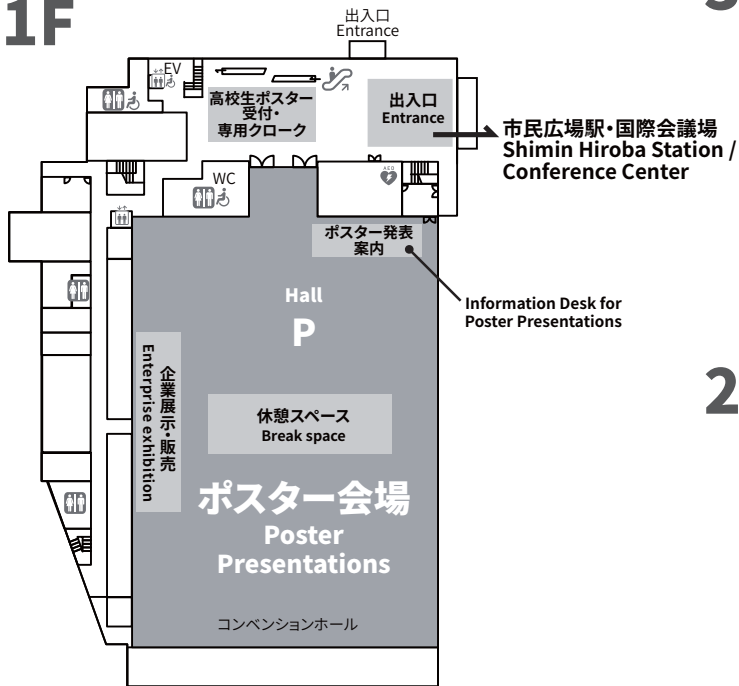 1F
出入口
Entrance
EV
高校生ポスター
受付・
専用クローク
出入口
Entrance
市民広場駅・国際会議場
Shimin Hiroba Station /
Conference Center
WC
AED
ポスター発表
案内
Information Desk for
Poster Presentations
Hall
P
2
企業展示・販売
Enterprise exhibition
休憩スペース
Break space
ポスター会場
Poster
Presentations
コンベンションホール